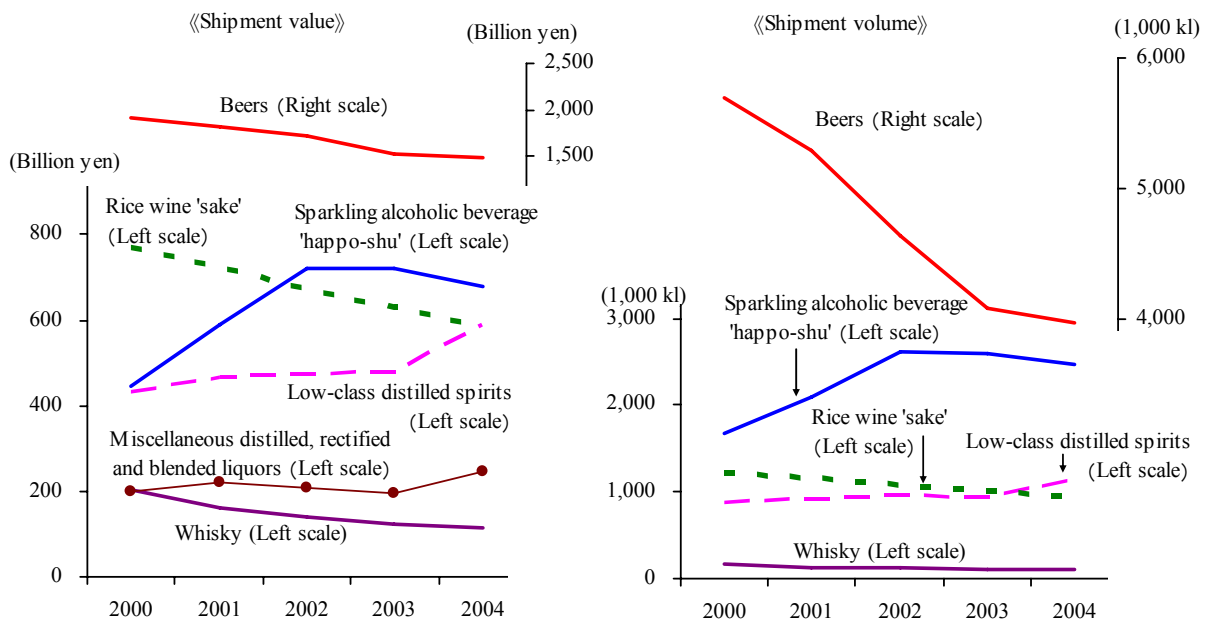 《Shipment value》
(Billion yen)
2,500
2,000
1,500
Beers (Right scale)
(Billion yen)
Rice wine 'sake'
(Left scale)
Sparkling alcoholic beverage
'happo-shu' (Left scale)
800
600
400
200
0
Low-class distilled spirits
(Left scale)
Miscellaneous distilled, rectified
and blended liquors (Left scale)
Whisky (Left scale)
2000 2001 2002 2003 2004
《Shipment volume》
(1,000 kl)
6,000
5,000
4,000
Beers (Right scale)
(1,000 kl)
3,000
2,000
1,000
0
Sparkling alcoholic beverage
'happo-shu' (Left scale)
Rice wine 'sake'
(Left scale)
Low-class distilled spirits
(Left scale)
Whisky (Left scale)
2000 2001 2002 2003 2004